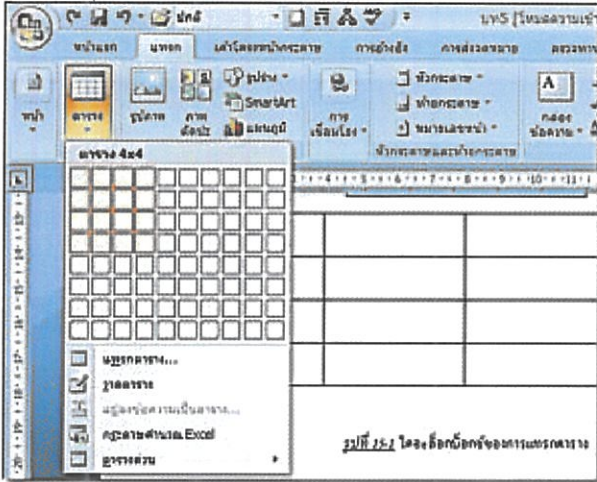 ปกติ
บท5 [โหมดความเข้า
หน้าแรก แทรก เค้าโครงหน้ากระดาษ การอ้างอิง การส่งจดหมาย ตรวจทาน
หน้า ตาราง รูปภาพ ภาพตัดปะ รูปร่าง SmartArt แผนภูมิ การเชื่อมโยง หัวกระดาษ ท้ายกระดาษ หมายเลขหน้า กล่องข้อความ A
หัวกระดาษและท้ายกระดาษ
ตาราง 4x4
แทรกตาราง...
วาดตาราง
แปลงข้อความเป็นตาราง...
กระดาษคำนวณ Excel
ตารางด่วน
รูปที่ 15-1 ไดอะล็อกบ็อกซ์ของการแทรกตาราง